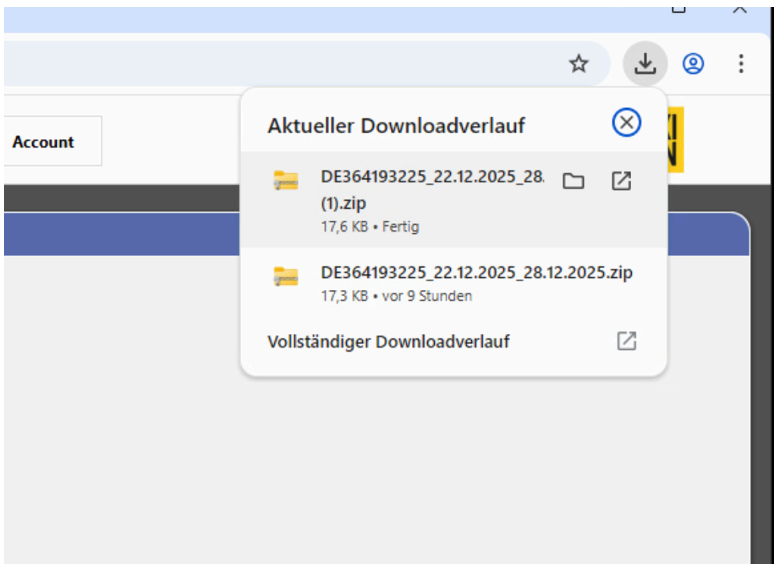 Account
Aktueller Downloadverlauf
DE364193225_22.12.2025_28.
(1).zip
17,6 KB • Fertig
DE364193225_22.12.2025_28.12.2025.zip
17,3 KB • vor 9 Stunden
Vollständiger Downloadverlauf